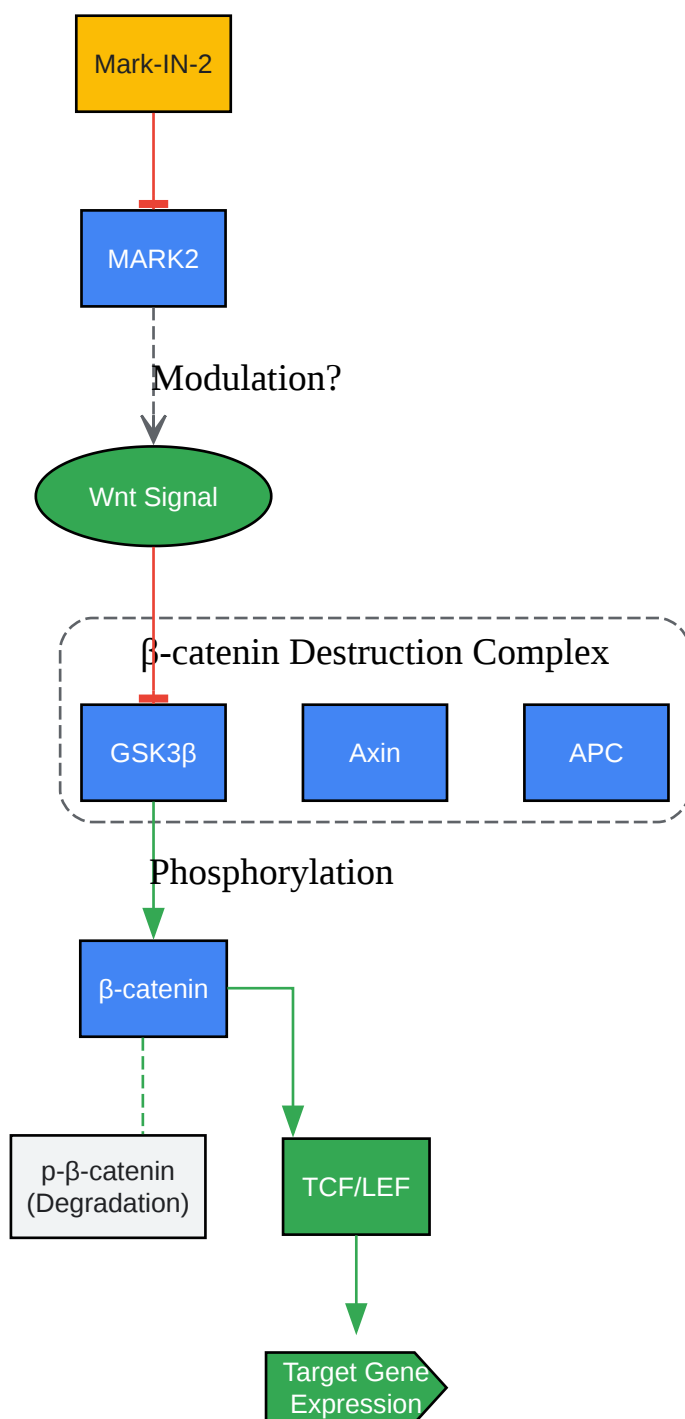 Mark-IN-2
MARK2
Modulation?
Wnt Signal
β-catenin Destruction Complex
GSK3β
Axin
APC
Phosphorylation
β-catenin
p-β-catenin
(Degradation)
TCF/LEF
Target Gene
Expression